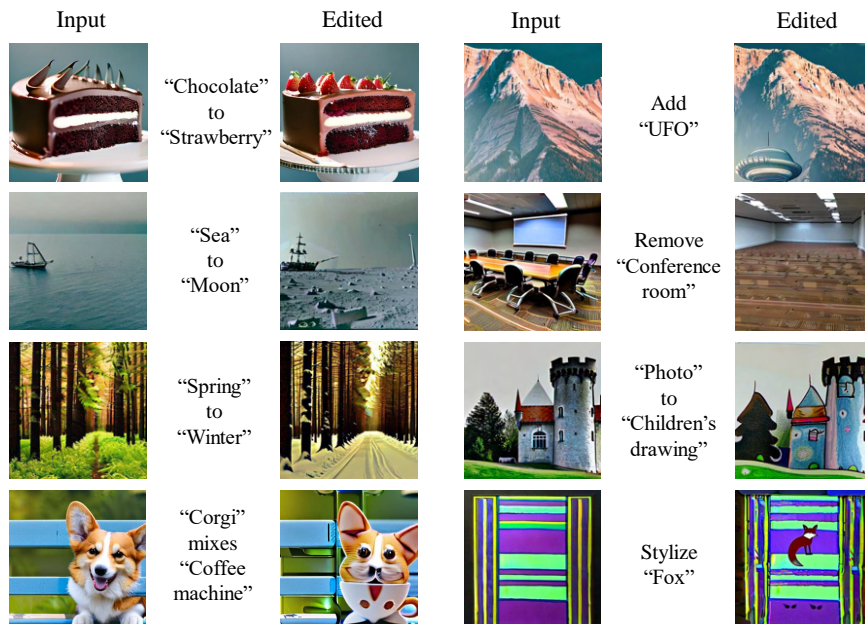 Input
Edited
Input
Edited
“Chocolate”
to
“Strawberry”
Add
“UFO”
“Sea”
to
“Moon”
Remove
“Conference
room”
“Spring”
to
“Winter”
“Photo”
to
“Children’s
drawing”
“Corgi”
mixes
“Coffee
machine”
Stylize
“Fox”